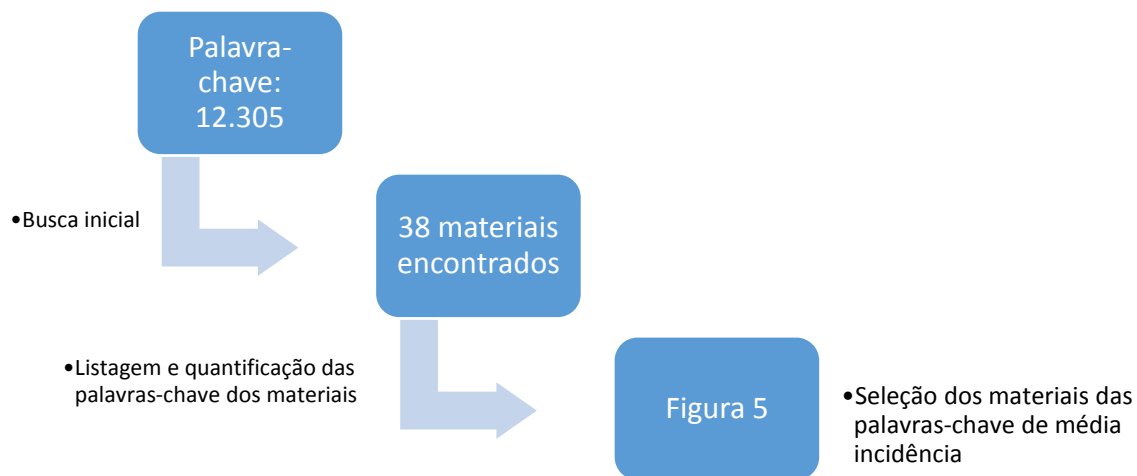 Palavra-
chave:
12.305
•Busca inicial
38 materiais
encontrados
•Listagem e quantificação das
palavras-chave dos materiais
Figura 5
•Seleção dos materiais das
palavras-chave de média
incidência